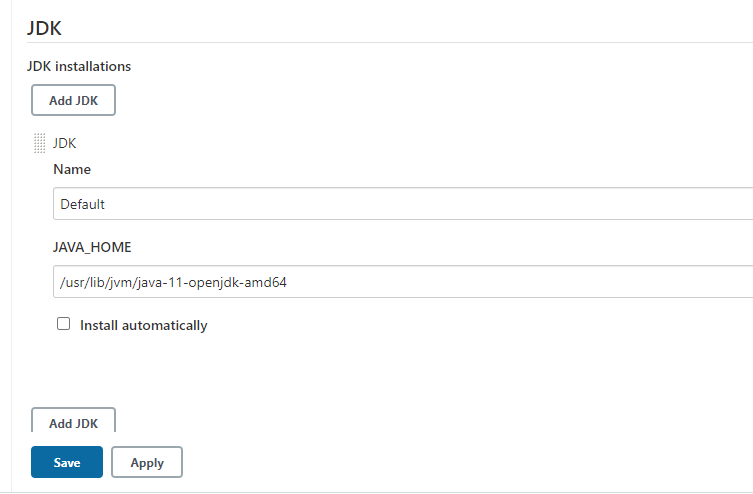 JDK
JDK installations
Add JDK
JDK
Name
Default
JAVA_HOME
/usr/lib/jvm/java-11-openjdk-amd64
Install automatically
Add JDK
Save Apply